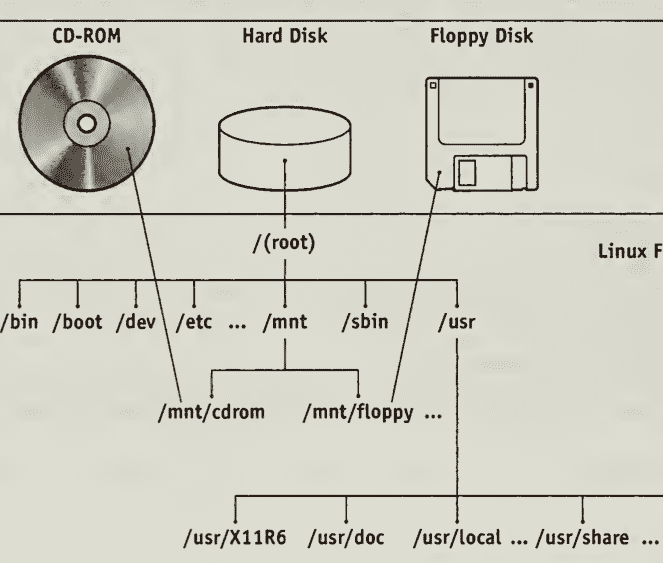 CD-ROM Hard Disk Floppy Disk
/(root)
Linux F
/bin /boot /dev /etc ... /mnt /sbin /usr
/mnt/cdrom /mnt/floppy ...
/usr/X11R6 /usr/doc /usr/local ... /usr/share ...